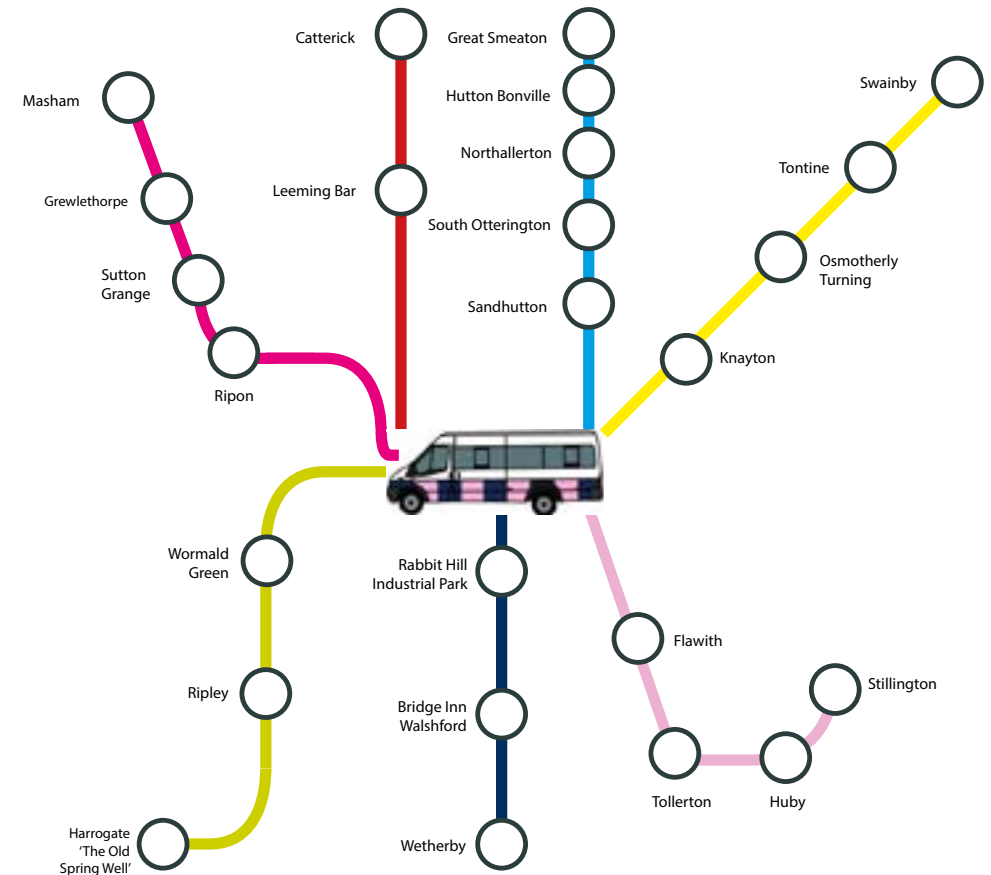 Catterick
Great Smeaton
Masham
Hutton Bonville
Swainby
Northallerton
Tontine
Leeming Bar
Grewlethorpe
South Otterington
Osmotherly
Turning
Sutton
Grange
Sandhutton
Knayton
Ripon
Wormald
Green
Rabbit Hill
Industrial Park
Flawith
Stillington
Ripley
Bridge Inn
Walshford
Tollerton
Huby
Harrogate
'The Old
Spring Well'
Wetherby